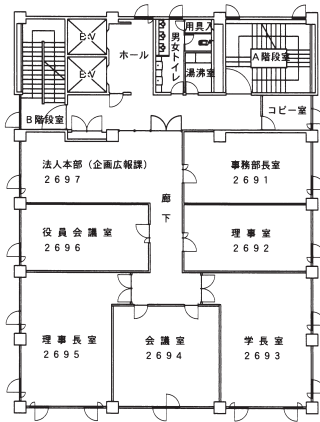 用具入
E.V
ホール
男女トイレ
A階段室
E.V
湯沸室
コピー室
B階段室
法人本部（企画広報課）
2697
事務部長室
2691
廊下
役員会議室
2696
理事室
2692
理事長室
2695
会議室
2694
学長室
2693